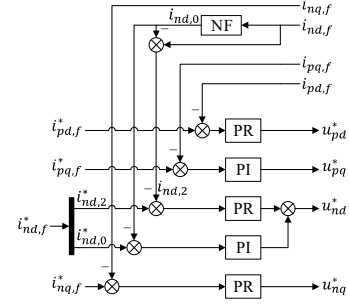 i_{nq,f}
i_{nd,0} NF i_{nd,f}
−
i_{pq,f}
i_{pd,f}
−
i^*_{pd,f} PR u^*_{pd}
−
i^*_{pq,f} PI u^*_{pq}
− i_{nd,2}
i^*_{nd,2} PR u^*_{nd}
i^*_{nd,f} −
i^*_{nd,0} PI
−
i^*_{nq,f} PR u^*_{nq}